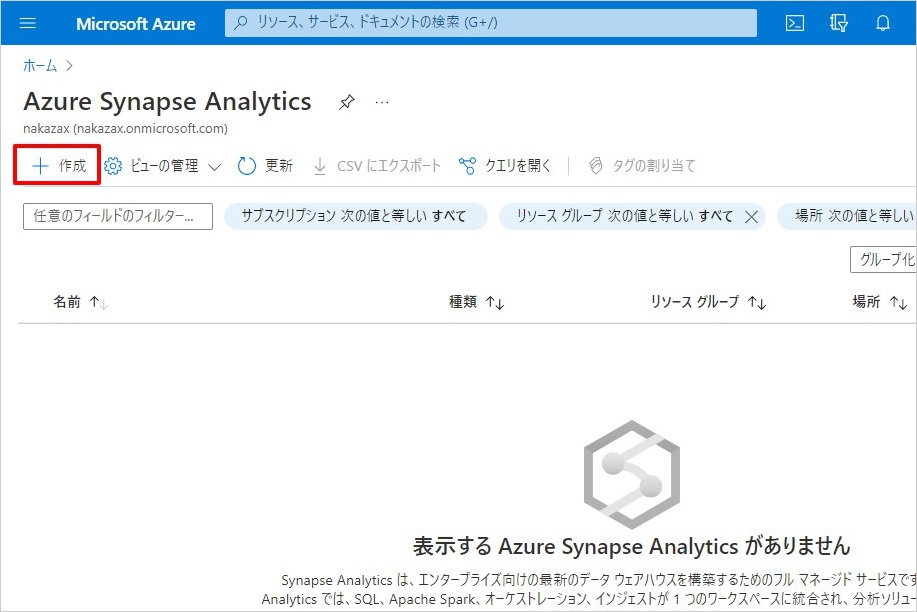 Microsoft Azure
リソース、サービス、ドキュメントの検索 (G+/)
ホーム
Azure Synapse Analytics
nakazax (nakazax.onmicrosoft.com)
作成 ビューの管理 更新 CSV にエクスポート クエリを開く タグの割り当て
任意のフィールドのフィルター... サブスクリプション 次の値と等しい すべて リソース グループ 次の値と等しい すべて 場所 次の値と等しい
グループ化
名前 種類 リソース グループ 場所
表示する Azure Synapse Analytics がありません
Synapse Analytics は、エンタープライズ向けの最新のデータ ウェアハウスを構築するためのフル マネージド サービスです
Analytics では、SQL、Apache Spark、オーケストレーション、インジェストが 1 つのワークスペースに統合され、分析ソリュー